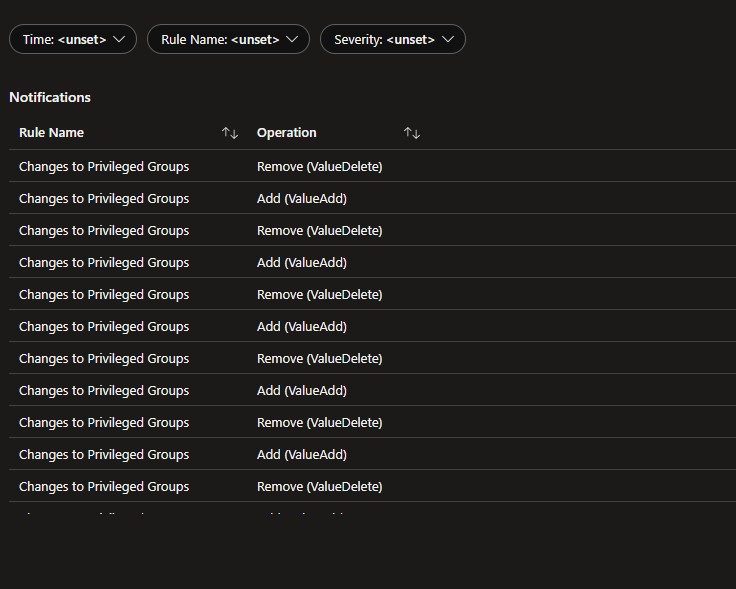 Time: <unset> Rule Name: <unset> Severity: <unset>
Notifications
Rule Name Operation
Changes to Privileged Groups Remove (ValueDelete)
Changes to Privileged Groups Add (ValueAdd)
Changes to Privileged Groups Remove (ValueDelete)
Changes to Privileged Groups Add (ValueAdd)
Changes to Privileged Groups Remove (ValueDelete)
Changes to Privileged Groups Add (ValueAdd)
Changes to Privileged Groups Remove (ValueDelete)
Changes to Privileged Groups Add (ValueAdd)
Changes to Privileged Groups Remove (ValueDelete)
Changes to Privileged Groups Add (ValueAdd)
Changes to Privileged Groups Remove (ValueDelete)